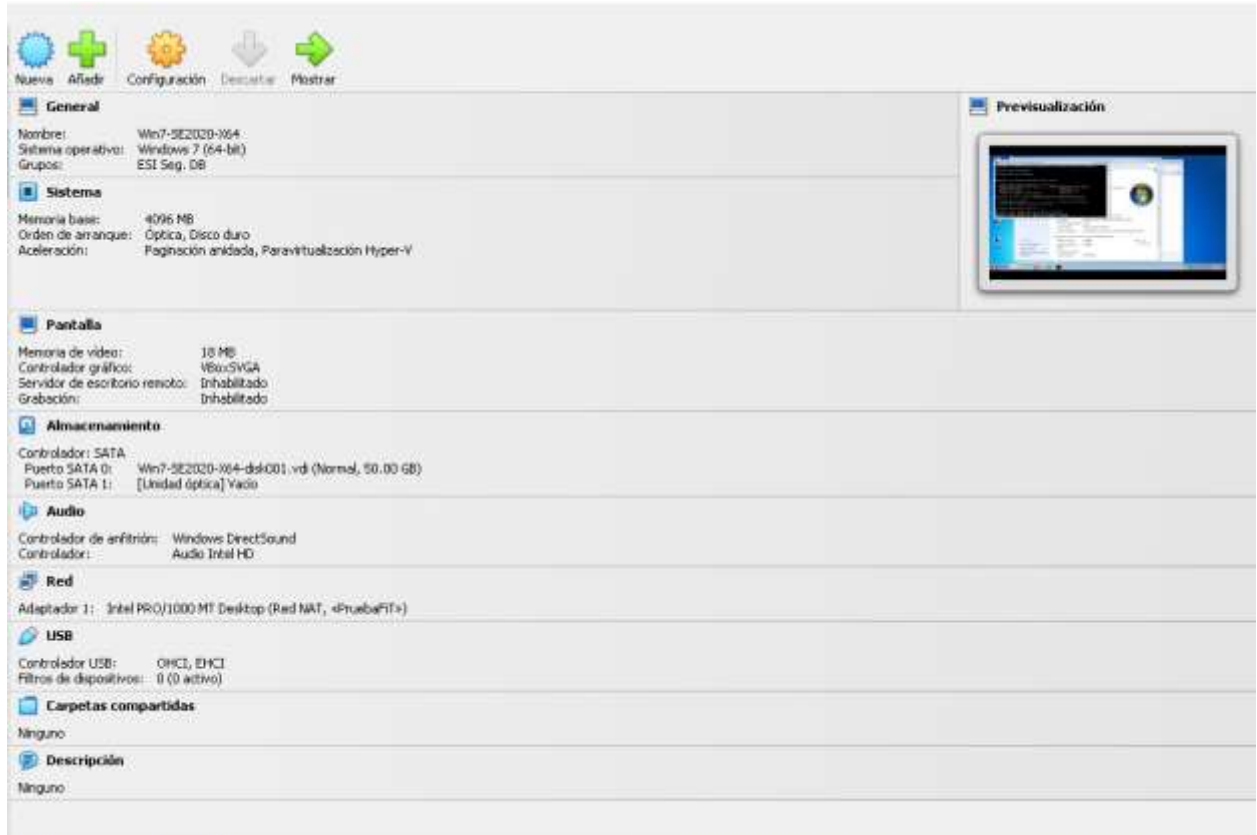 Nueva Añadir Configuración Descartar Mostrar
General
Nombre: Win7-SE2020-X64
Sistema operativo: Windows 7 (64-bit)
Grupos: ESI Seg. DB
Previsualización
Sistema
Memoria base: 4096 MB
Orden de arranque: Óptica, Disco duro
Aceleración: Paginación anidada, Paravirtualización Hyper-V
Pantalla
Memoria de vídeo: 18 MB
Controlador gráfico: VBoxSVGA
Servidor de escritorio remoto: Inhabilitado
Grabación: Inhabilitado
Almacenamiento
Controlador: SATA
Puerto SATA 0: Win7-SE2020-X64-disk001.vdi (Normal, 50.00 GB)
Puerto SATA 1: [Unidad óptica] Vacío
Audio
Controlador de anfitrión: Windows DirectSound
Controlador: Audio Intel HD
Red
Adaptador 1: Intel PRO/1000 MT Desktop (Red NAT, «PruebaFiT»)
USB
Controlador USB: OHCI, EHCI
Filtros de dispositivos: 0 (0 activo)
Carpetas compartidas
Ninguno
Descripción
Ninguno